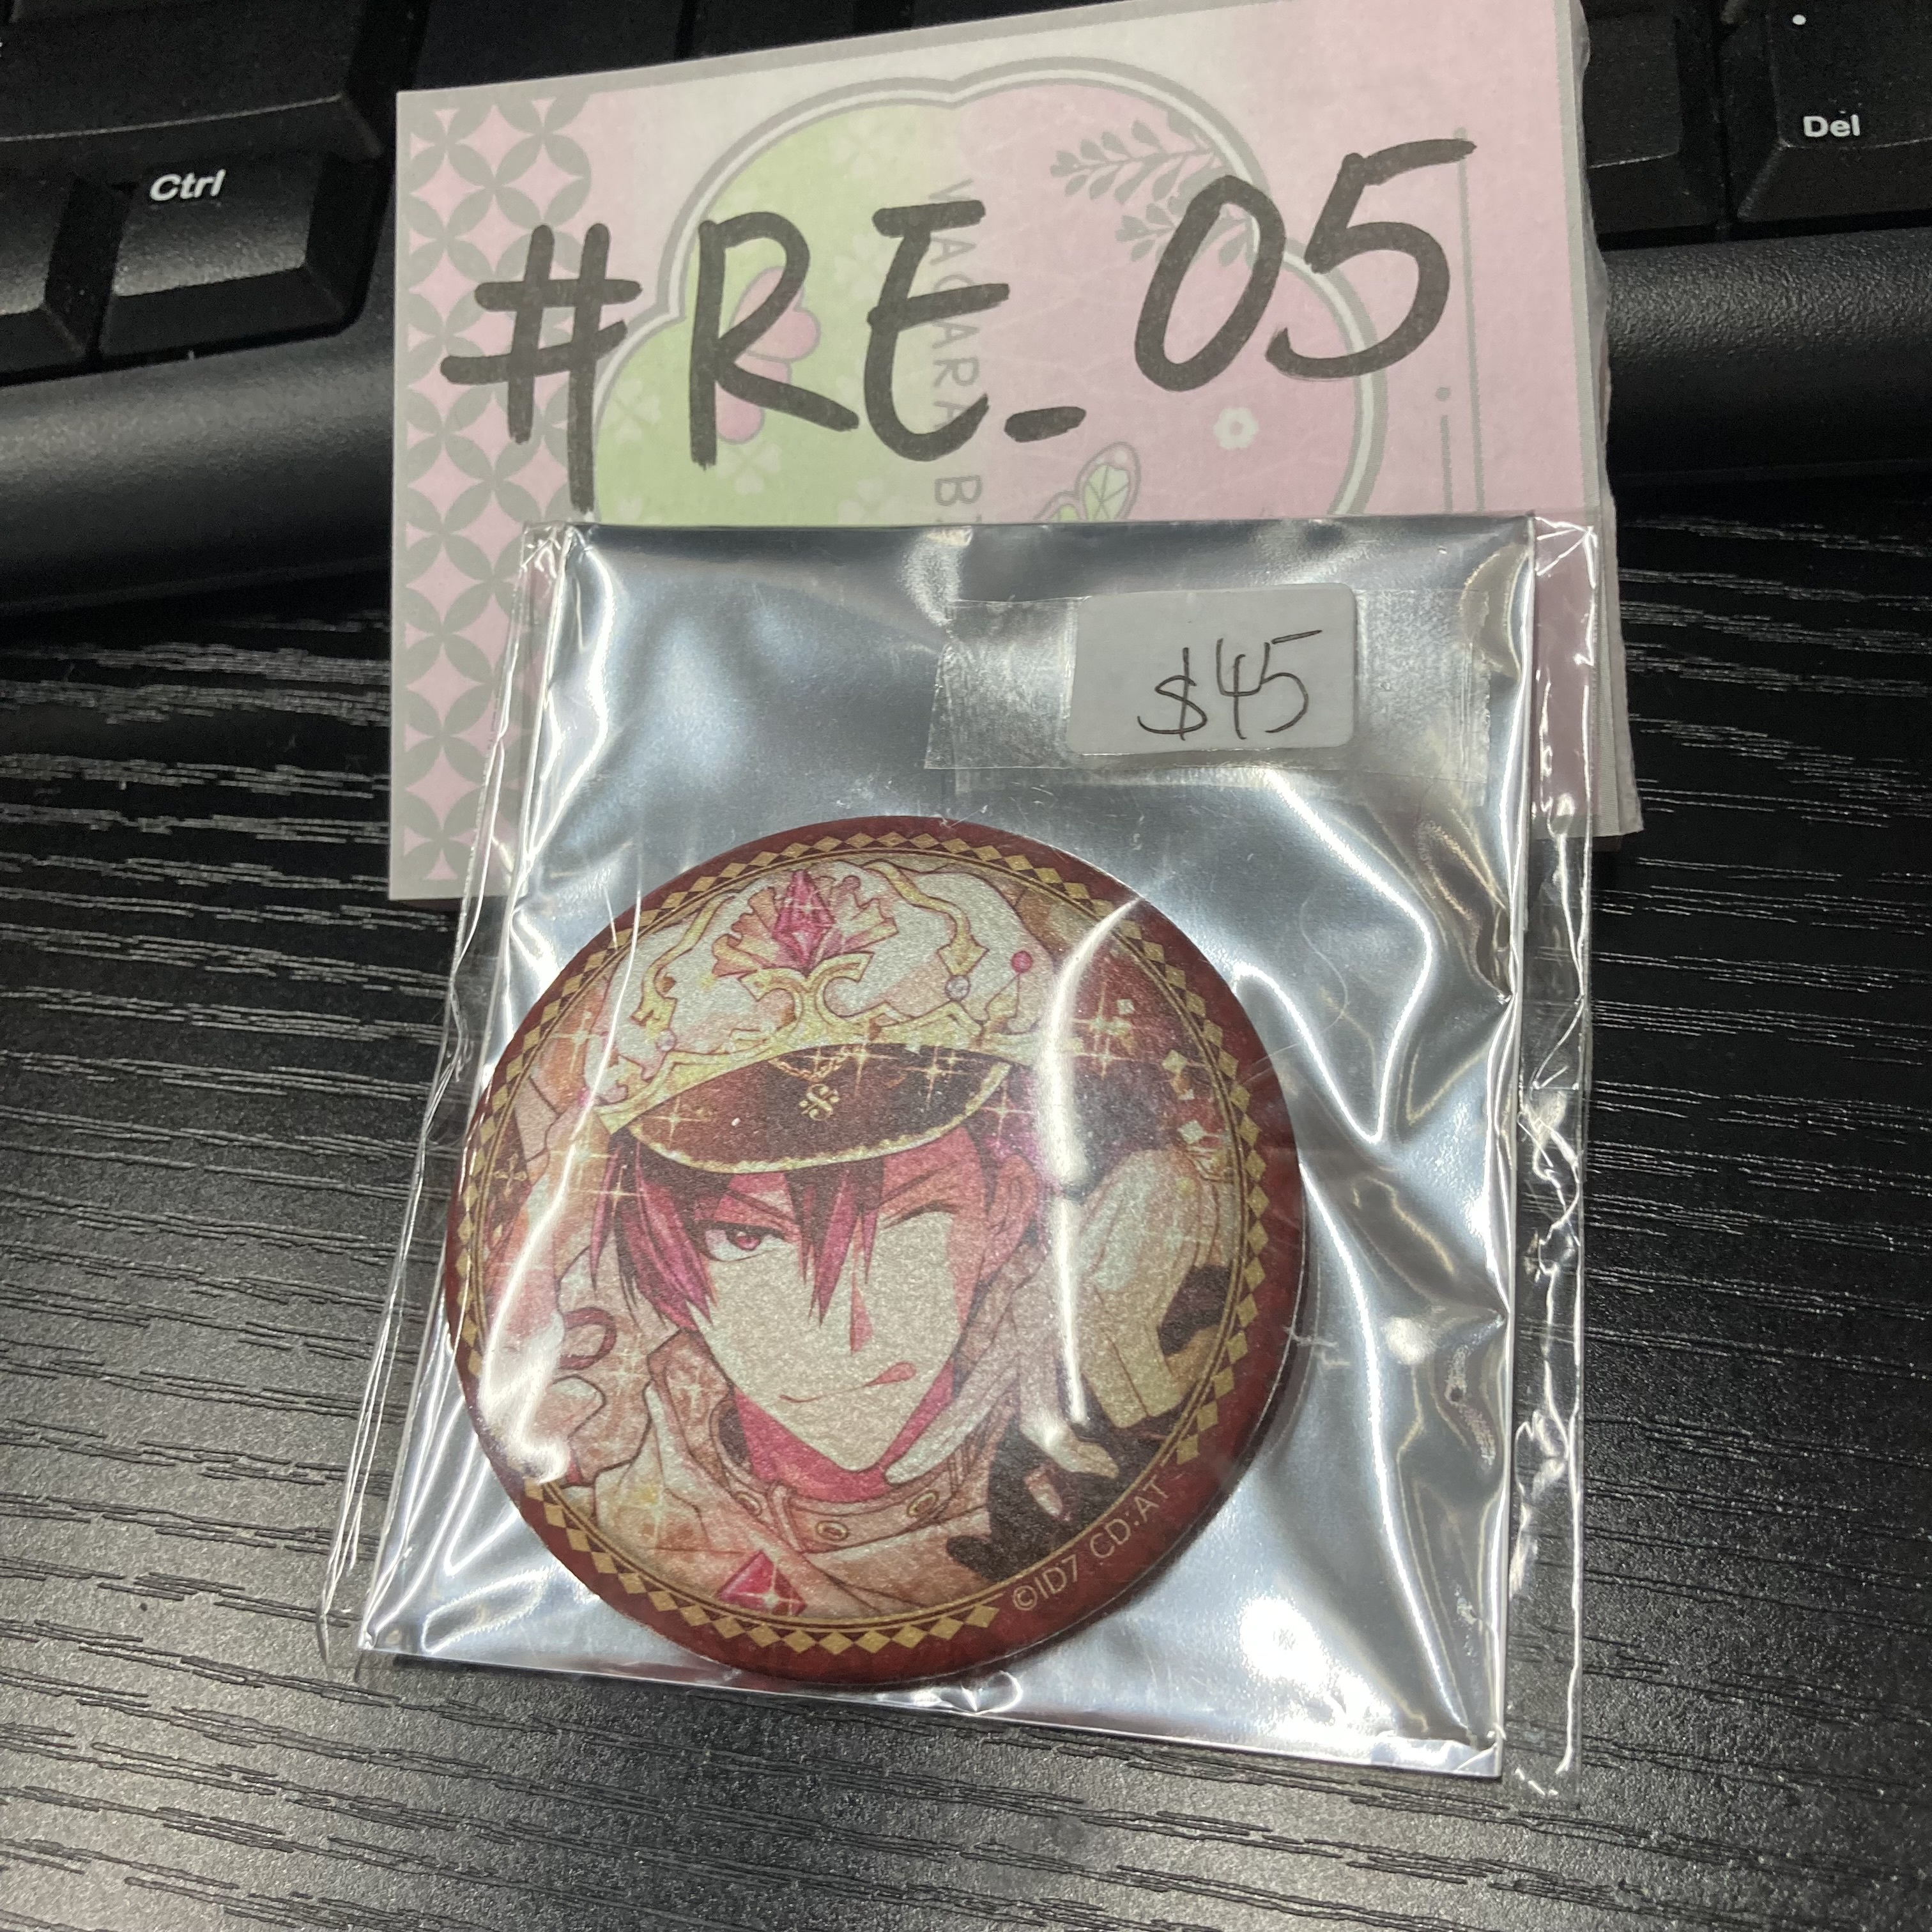 Ctrl
Del
#RE_05
$45
©ID7 CD:AT